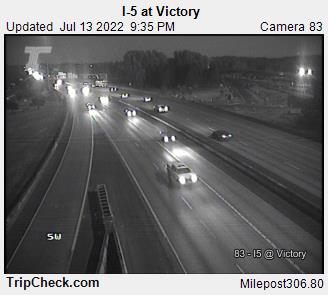 I-5 at Victory
Updated Jul 13 2022 9:35 PM Camera 83
T
SW
83 - I5 @ Victory
TripCheck.com Milepost306.80